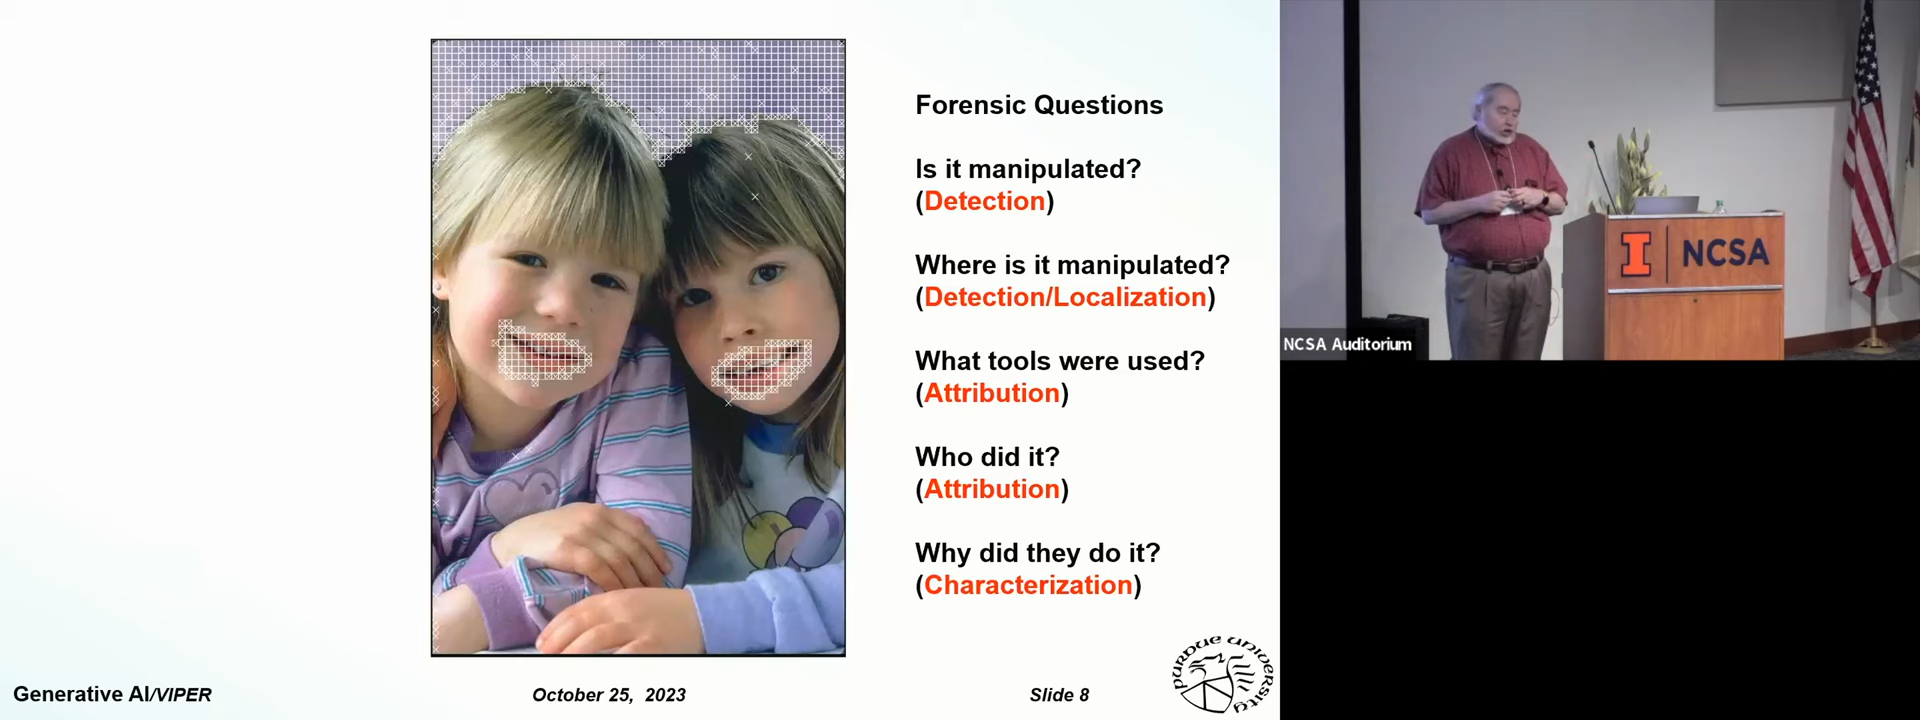 Forensic Questions
Is it manipulated?
(Detection)
Where is it manipulated?
(Detection/Localization)
What tools were used?
(Attribution)
Who did it?
(Attribution)
Why did they do it?
(Characterization)
Generative AI/VIPER
October 25, 2023
Slide 8
PURDUE UNIVERSITY
I NCSA
NCSA Auditorium